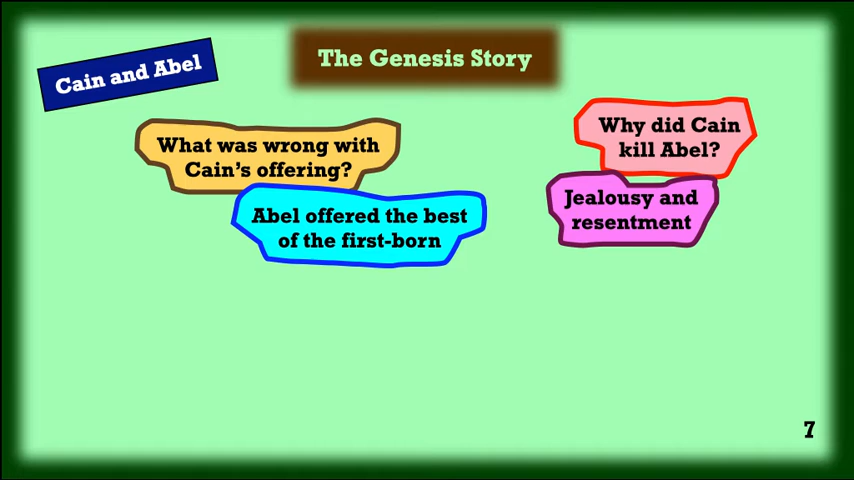 The Genesis Story
Cain and Abel
What was wrong with
Cain's offering?
Abel offered the best
of the first-born
Why did Cain
kill Abel?
Jealousy and
resentment
7